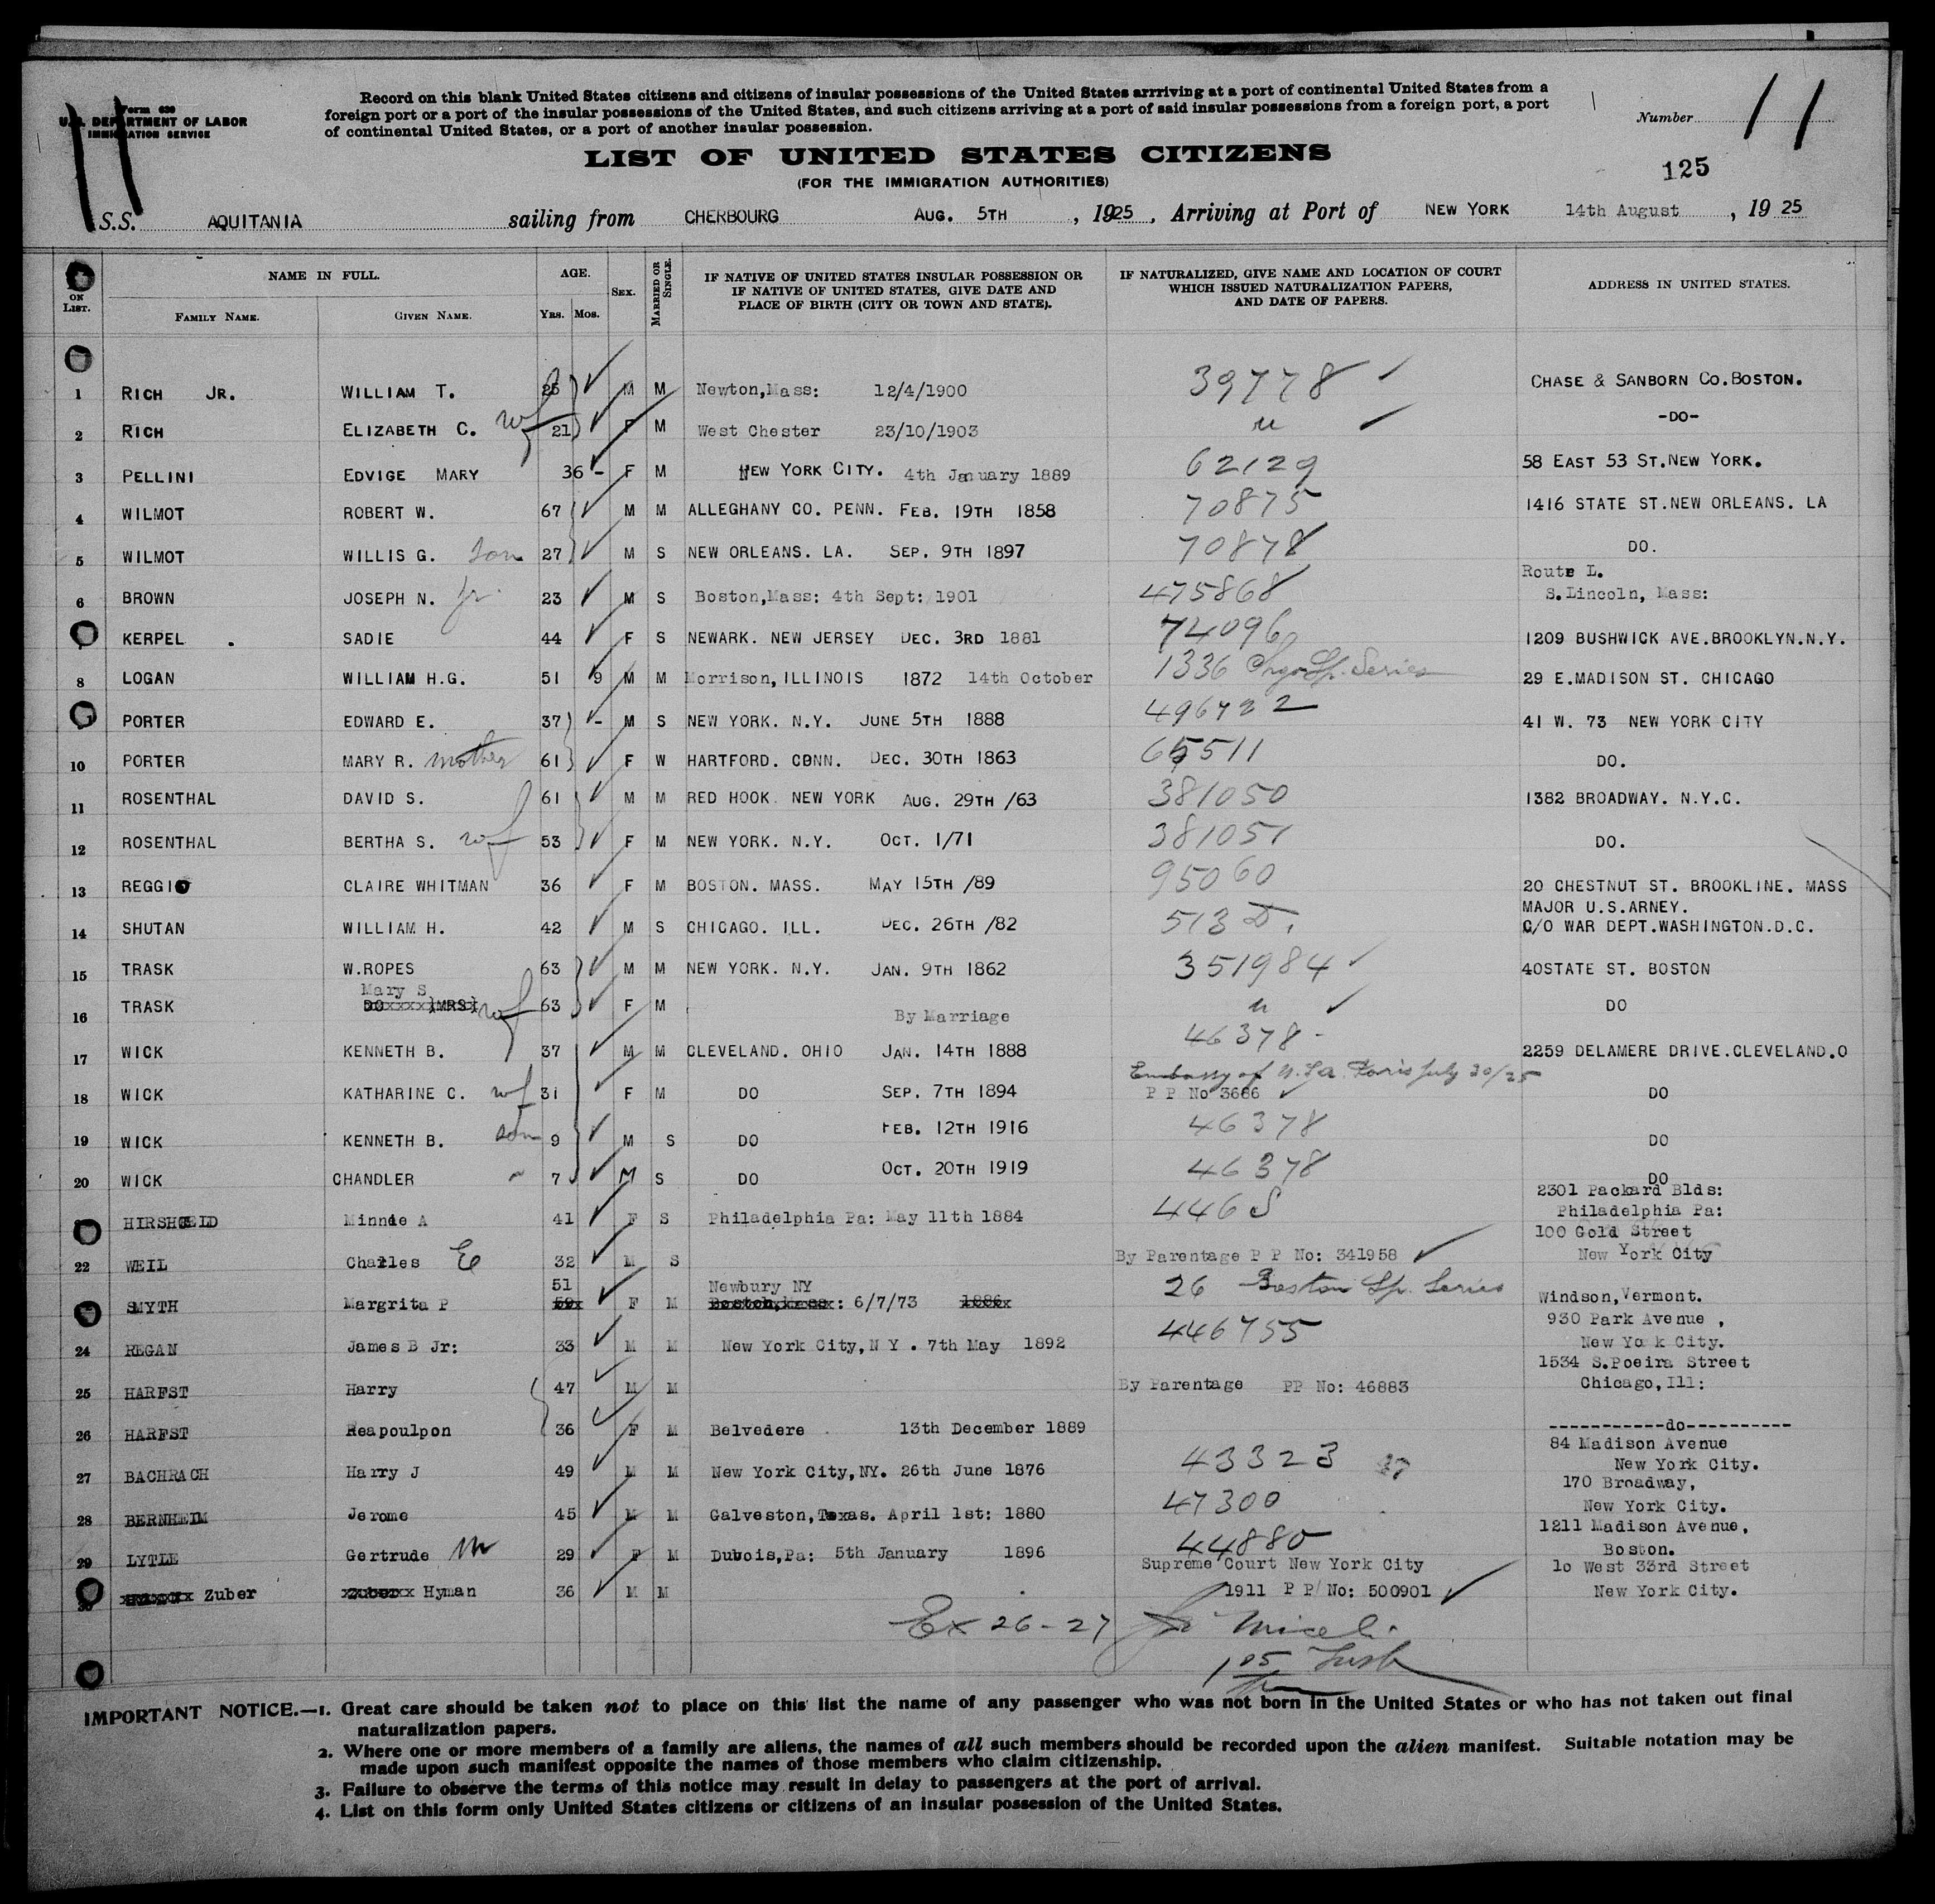 Form 630
U.S. DEPARTMENT OF LABOR
IMMIGRATION SERVICE
Record on this blank United States citizens and citizens of insular possessions of the United States arrriving at a port of continental United States from a
foreign port or a port of the insular possessions of the United States, and such citizens arriving at a port of said insular possessions from a foreign port, a port
of continental United States, or a port of another insular possession.
Number 11
LIST OF UNITED STATES CITIZENS
(FOR THE IMMIGRATION AUTHORITIES)
125
S.S. AQUITANIA sailing from CHERBOURG AUG. 5TH, 1925, Arriving at Port of NEW YORK 14th August, 1925
ON LIST. NAME IN FULL. FAMILY NAME. GIVEN NAME. AGE. YRS. MOS. SEX. MARRIED OR SINGLE. IF NATIVE OF UNITED STATES INSULAR POSSESSION OR IF NATIVE OF UNITED STATES, GIVE DATE AND PLACE OF BIRTH (CITY OR TOWN AND STATE). IF NATURALIZED, GIVE NAME AND LOCATION OF COURT WHICH ISSUED NATURALIZATION PAPERS, AND DATE OF PAPERS. ADDRESS IN UNITED STATES.
1 RICH JR. WILLIAM T. 25 M M Newton,Mass: 12/4/1900 39778 CHASE & SANBORN CO.BOSTON.
2 RICH ELIZABETH C. wf 21 F M West Chester 23/10/1903 " -DO-
3 PELLINI EDVIGE MARY 36 - F M NEW YORK CITY. 4th January 1889 62129 58 EAST 53 ST.NEW YORK.
4 WILMOT ROBERT W. 67 M M ALLEGHANY CO. PENN. FEB. 19TH 1858 70875 1416 STATE ST.NEW ORLEANS. LA
5 WILMOT WILLIS G. Son 27 M S NEW ORLEANS. LA. SEP. 9TH 1897 70878 DO.
6 BROWN JOSEPH N. Jr. 23 M S Boston,Mass: 4th Sept: 1901 475868 Route L.
S.Lincoln, Mass:
KERPEL . SADIE 44 F S NEWARK. NEW JERSEY DEC. 3RD 1881 74096 1209 BUSHWICK AVE.BROOKLYN.N.Y.
8 LOGAN WILLIAM H.G. 51 9 M M Morrison, ILLINOIS 1872 14th October 1336 Sp. Series 29 E.MADISON ST. CHICAGO
PORTER EDWARD E. 37 - M S NEW YORK. N.Y. JUNE 5TH 1888 496722 41 W. 73 NEW YORK CITY
10 PORTER MARY R. mother 61 F W HARTFORD. CONN. DEC. 30TH 1863 65511 DO.
11 ROSENTHAL DAVID S. 61 M M RED HOOK NEW YORK AUG. 29TH /63 381050 1382 BROADWAY. N.Y.C.
12 ROSENTHAL BERTHA S. wf 53 F M NEW YORK. N.Y. OCT. 1/71 381051 DO.
13 REGGIO CLAIRE WHITMAN 36 F M BOSTON. MASS. MAY 15TH /89 95060 20 CHESTNUT ST. BROOKLINE. MASS
MAJOR U.S.ARNEY.
14 SHUTAN WILLIAM H. 42 M S CHICAGO. ILL. DEC. 26TH /82 513 D. C/O WAR DEPT.WASHINGTON.D.C.
15 TRASK W.ROPES 63 M M NEW YORK. N.Y. JAN. 9TH 1862 351984 40STATE ST. BOSTON
Mary S
16 TRASK DO (MRS) wf 63 F M By Marriage " DO
17 WICK KENNETH B. 37 M M CLEVELAND. OHIO JAN. 14TH 1888 46378 - 2259 DELAMERE DRIVE.CLEVELAND.O
Embassy of U.S.A. Paris July 30/25
18 WICK KATHARINE C. wf 31 F M DO SEP. 7TH 1894 P P No 3666 DO
19 WICK KENNETH B. son 9 M S DO FEB. 12TH 1916 46378 DO
20 WICK CHANDLER " 7 M S DO OCT. 20TH 1919 46378 DO
2301 Packard Blds:
Minnie A 41 F S Philadelphia Pa: May 11th 1884 446 S Philadelphia Pa:
100 Gold Street
22 WEIL Charles E 32 M S By Parentage P P No: 341958 New York City
51 Newbury NY 26 Boston Sp. Series
SMYTH Margrita P F M Boston,Mass: 6/7/73 1886x Windson,Vermont.
930 Park Avenue ,
24 REGAN James B Jr: 33 M M New York City,N Y . 7th May 1892 446755 New York City.
1534 S.Poeira Street
25 HARFST Harry 47 M M By Parentage PP No: 46883 Chicago,Ill:
26 HARFST Reapoulpon 36 F M Belvedere 13th December 1889 -----------do----------
84 Madison Avenue
27 BACHRACH Harry J 49 M M New York City,NY. 26th June 1876 43323 New York City.
170 Broadway,
28 BERNHEIM Jerome 45 M M Galveston,Texas. April 1st: 1880 47300 New York City.
1211 Madison Avenue,
29 LYTLE Gertrude M 29 F M Dubois,Pa: 5th January 1896 44880 Boston.
Supreme Court New York City 1o West 33rd Street
30 Zuber Hyman 36 M M 1911 P P No: 500901 New York City.
Ex 26-27
IMPORTANT NOTICE.—1. Great care should be taken not to place on this list the name of any passenger who was not born in the United States or who has not taken out final
naturalization papers.
2. Where one or more members of a family are aliens, the names of all such members should be recorded upon the alien manifest. Suitable notation may be
made upon such manifest opposite the names of those members who claim citizenship.
3. Failure to observe the terms of this notice may result in delay to passengers at the port of arrival.
4. List on this form only United States citizens or citizens of an insular possession of the United States.